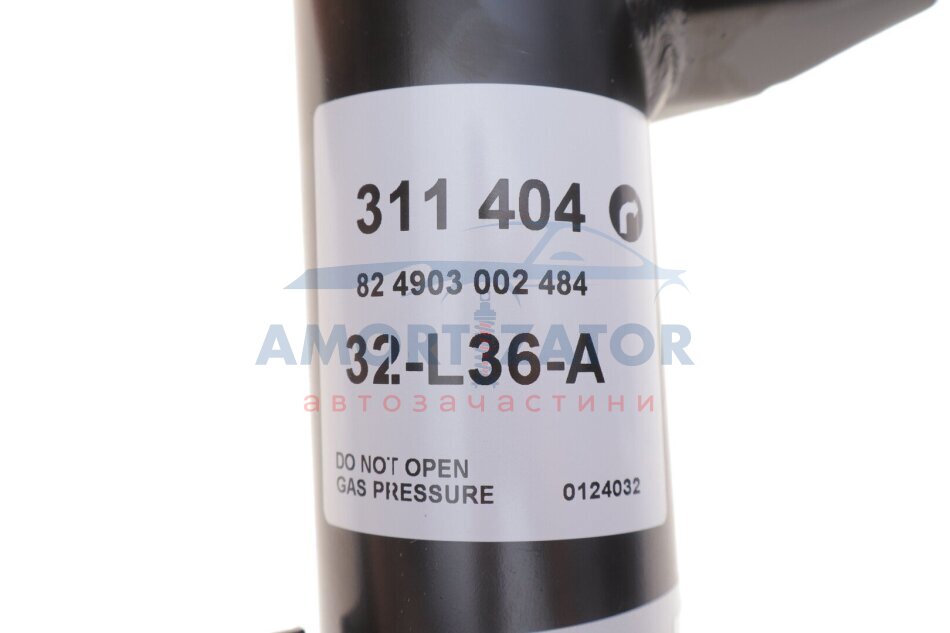 311 404
82 4903 002 484
AMORTIZATOR
32-L36-A
автозачастини
DO NOT OPEN
GAS PRESSURE 0124032